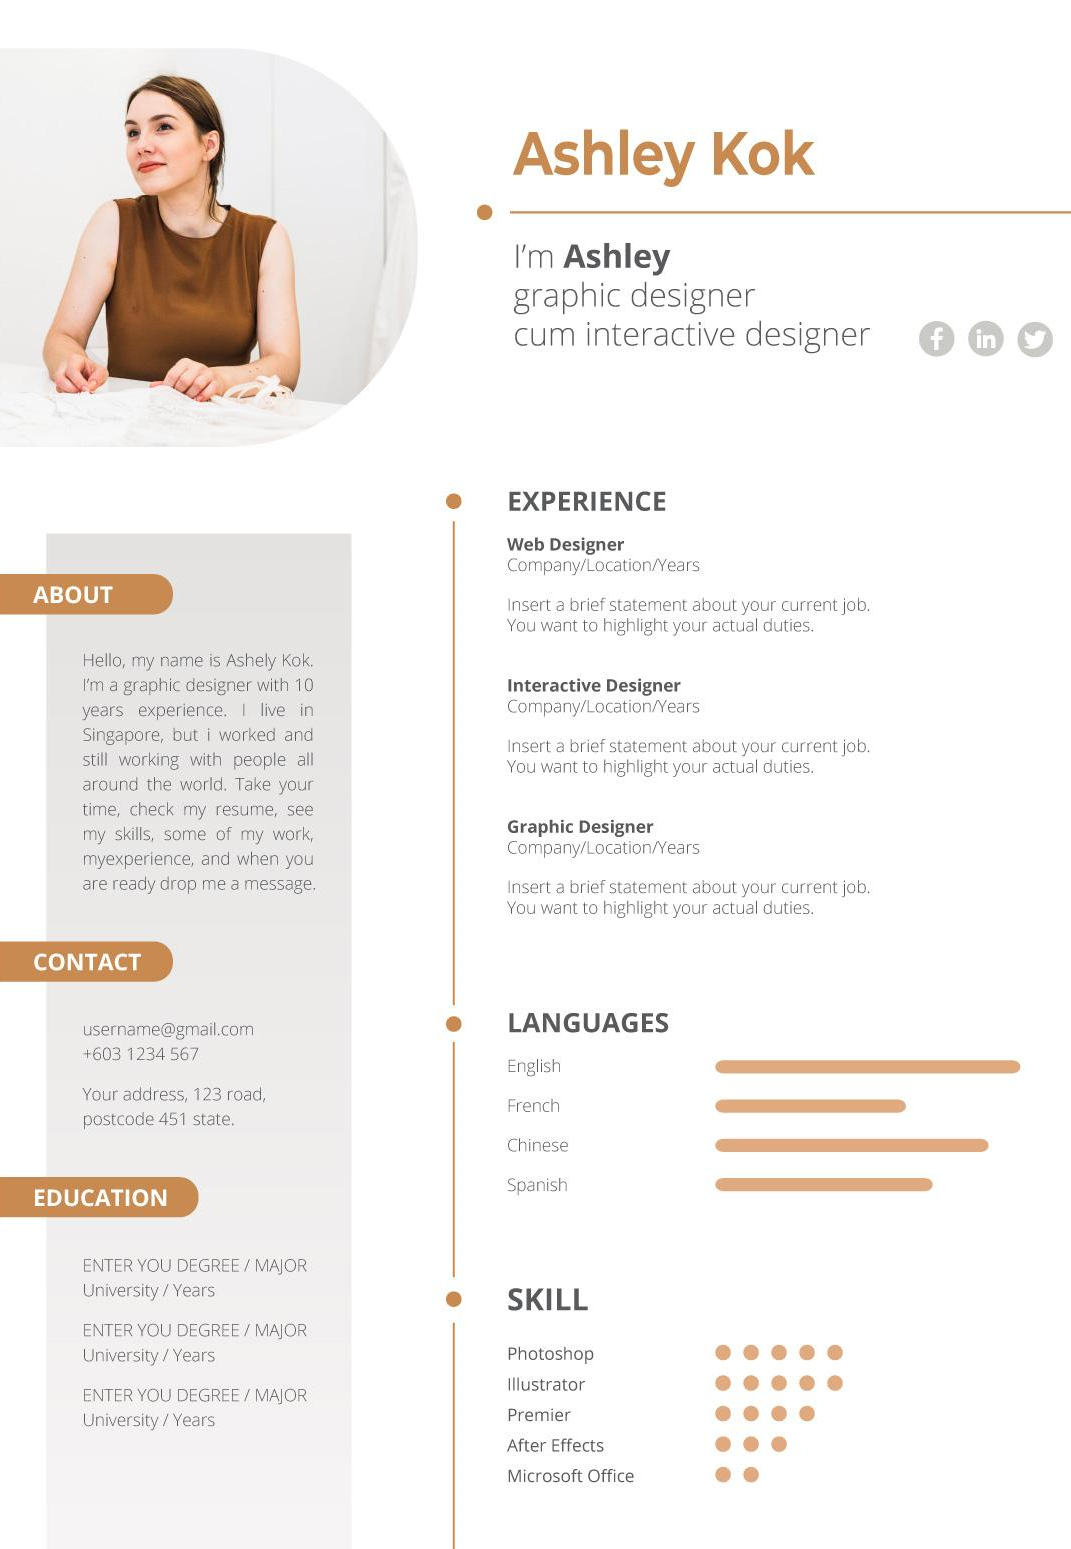 Ashley Kok
I'm Ashley
graphic designer
cum interactive designer
f in
ABOUT
Hello, my name is Ashely Kok.
I'm a graphic designer with 10
years experience. I live in
Singapore, but i worked and
still working with people all
around the world. Take your
time, check my resume, see
my skills, some of my work,
myexperience, and when you
are ready drop me a message.
CONTACT
username@gmail.com
+603 1234 567
Your address, 123 road,
postcode 451 state.
EDUCATION
ENTER YOU DEGREE / MAJOR
University / Years
ENTER YOU DEGREE / MAJOR
University / Years
ENTER YOU DEGREE / MAJOR
University / Years
EXPERIENCE
Web Designer
Company/Location/Years
Insert a brief statement about your current job.
You want to highlight your actual duties.
Interactive Designer
Company/Location/Years
Insert a brief statement about your current job.
You want to highlight your actual duties.
Graphic Designer
Company/Location/Years
Insert a brief statement about your current job.
You want to highlight your actual duties.
LANGUAGES
English
French
Chinese
Spanish
SKILL
Photoshop
Illustrator
Premier
After Effects
Microsoft Office